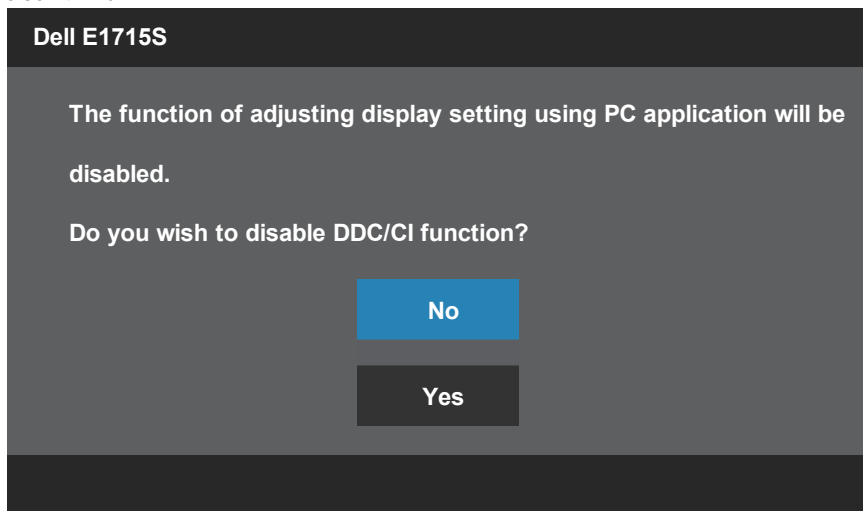 Dell E1715S
The function of adjusting display setting using PC application will be
disabled.
Do you wish to disable DDC/CI function?
No
Yes